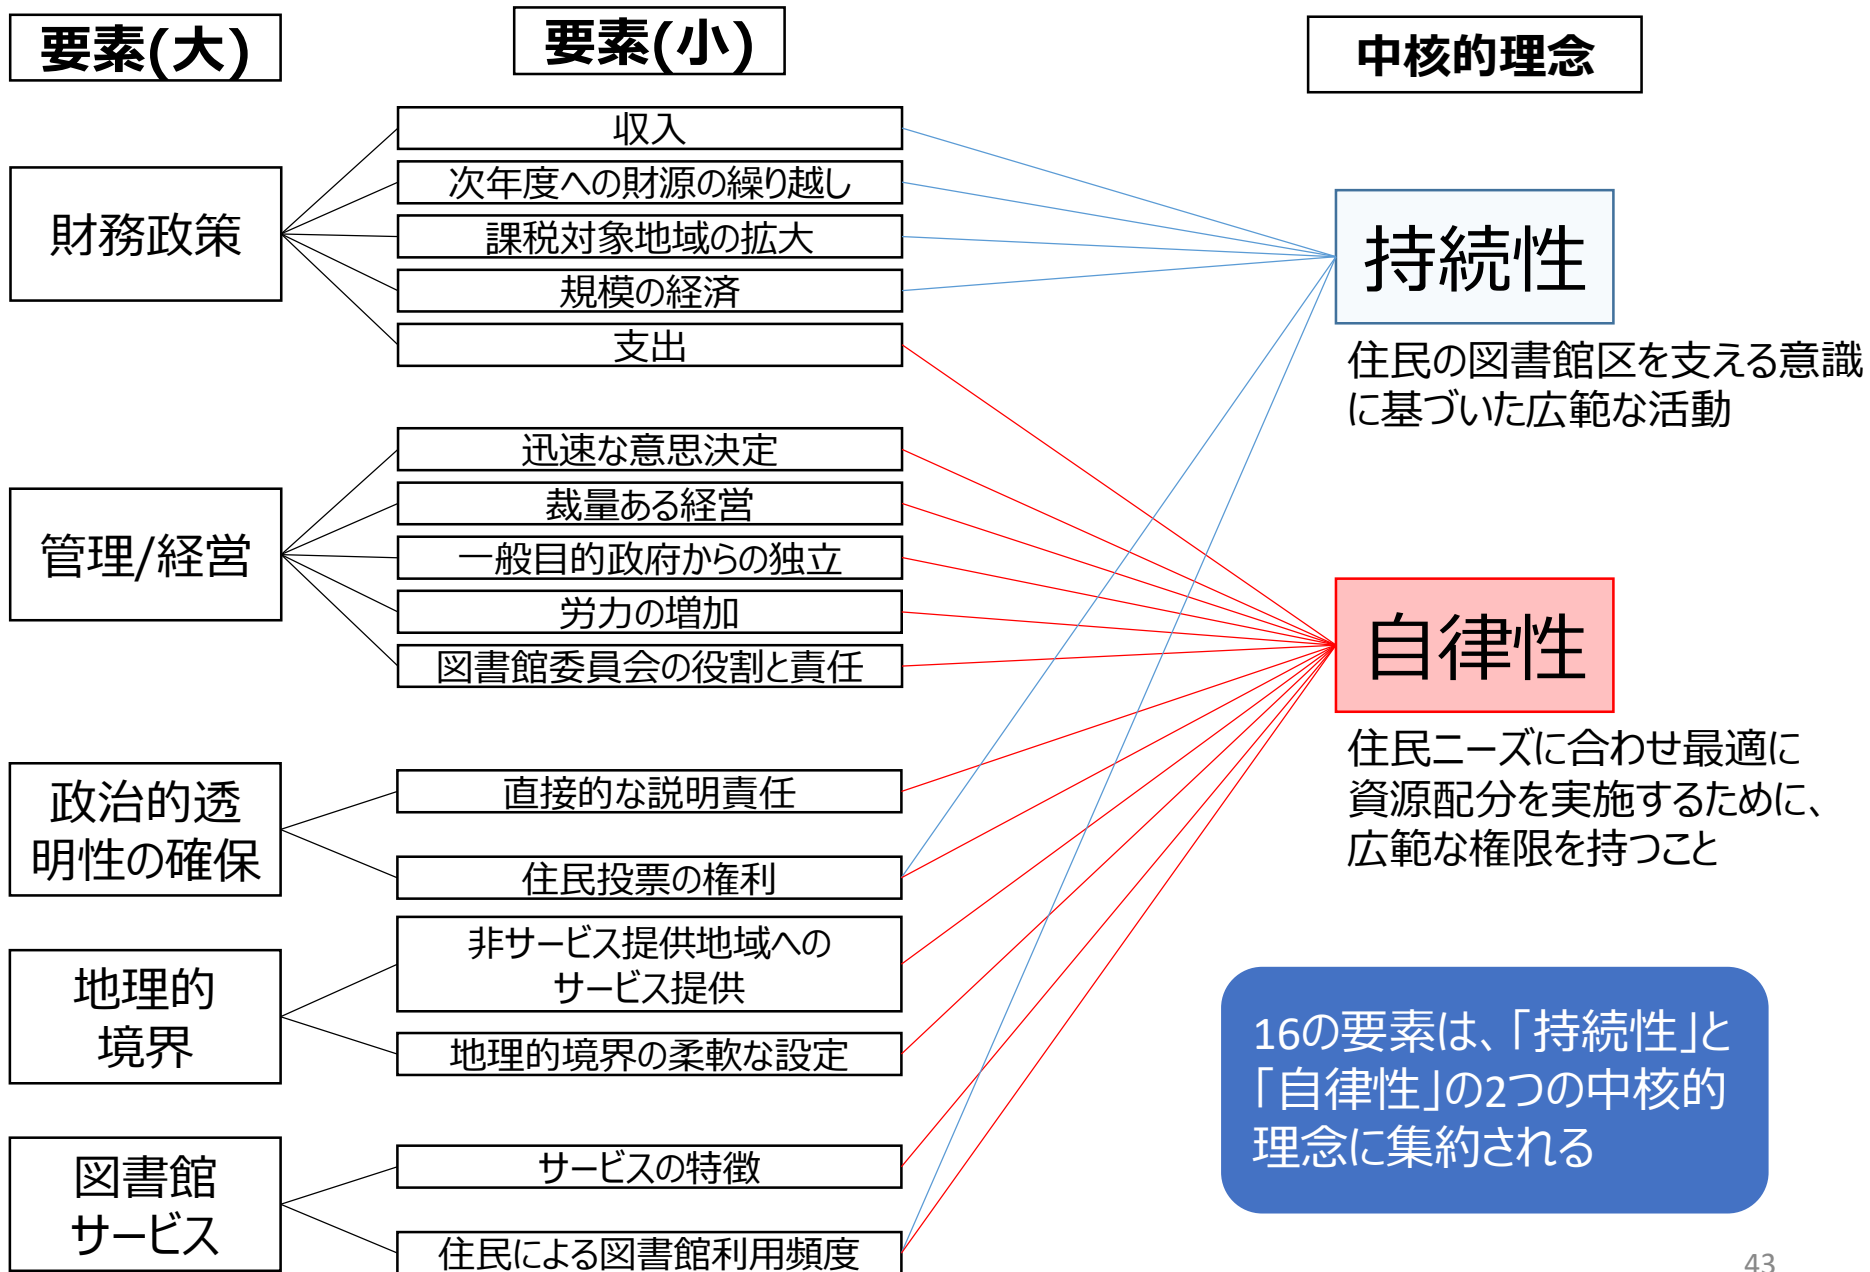 要素(大)
要素(小)
中核的理念
財務政策
収入
次年度への財源の繰り越し
課税対象地域の拡大
規模の経済
支出
管理/経営
迅速な意思決定
裁量ある経営
一般目的政府からの独立
労力の増加
図書館委員会の役割と責任
政治的透
明性の確保
直接的な説明責任
住民投票の権利
地理的
境界
非サービス提供地域への
サービス提供
地理的境界の柔軟な設定
図書館
サービス
サービスの特徴
住民による図書館利用頻度
持続性
住民の図書館区を支える意識
に基づいた広範な活動
自律性
住民ニーズに合わせ最適に
資源配分を実施するために、
広範な権限を持つこと
16の要素は、「持続性」と
「自律性」の2つの中核的
理念に集約される
43